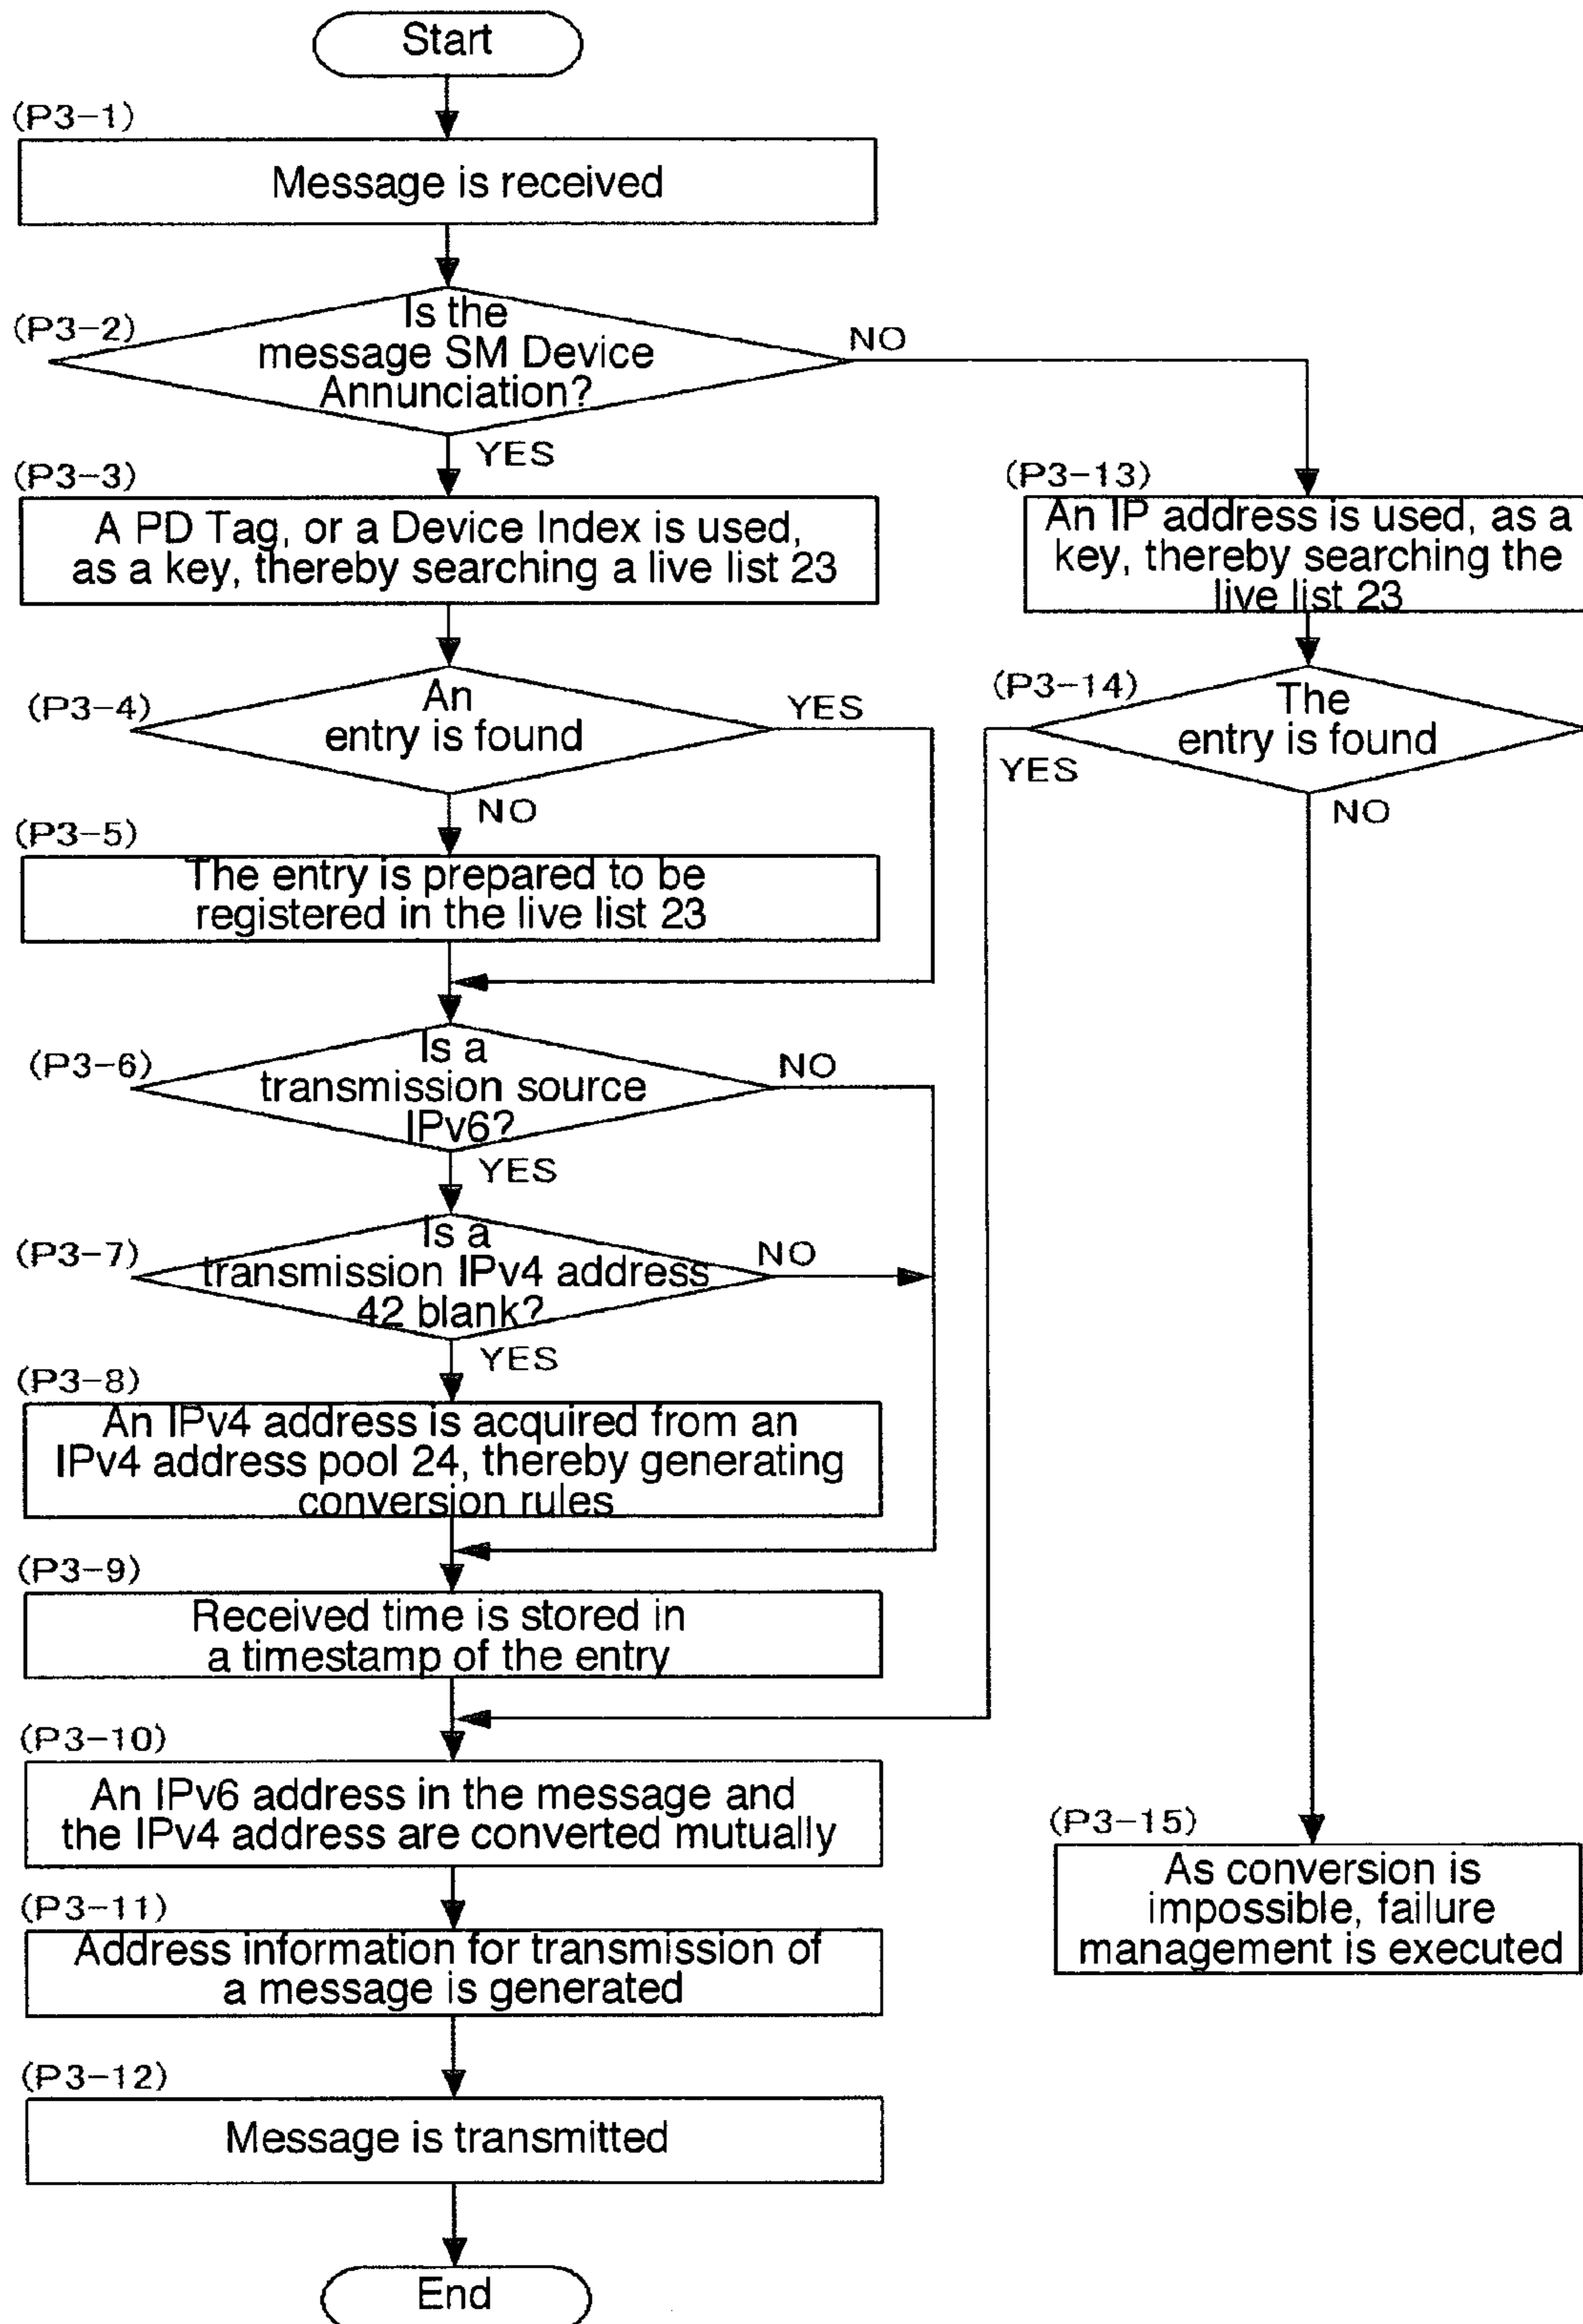 Start
(P3-1)
Message is received
(P3-2)
Is the
message SM Device
Annunciation?
NO
YES
(P3-3)
A PD Tag, or a Device Index is used,
as a key, thereby searching a live list 23
(P3-13)
An IP address is used, as a
key, thereby searching the
live list 23
(P3-4)
An
entry is found
YES
NO
(P3-14)
The
entry is found
YES
NO
(P3-5)
The entry is prepared to be
registered in the live list 23
(P3-6)
Is a
transmission source
IPv6?
NO
YES
(P3-7)
Is a
transmission IPv4 address
42 blank?
NO
YES
(P3-8)
An IPv4 address is acquired from an
IPv4 address pool 24, thereby generating
conversion rules
(P3-9)
Received time is stored in
a timestamp of the entry
(P3-10)
An IPv6 address in the message and
the IPv4 address are converted mutually
(P3-15)
As conversion is
impossible, failure
management is executed
(P3-11)
Address information for transmission of
a message is generated
(P3-12)
Message is transmitted
End